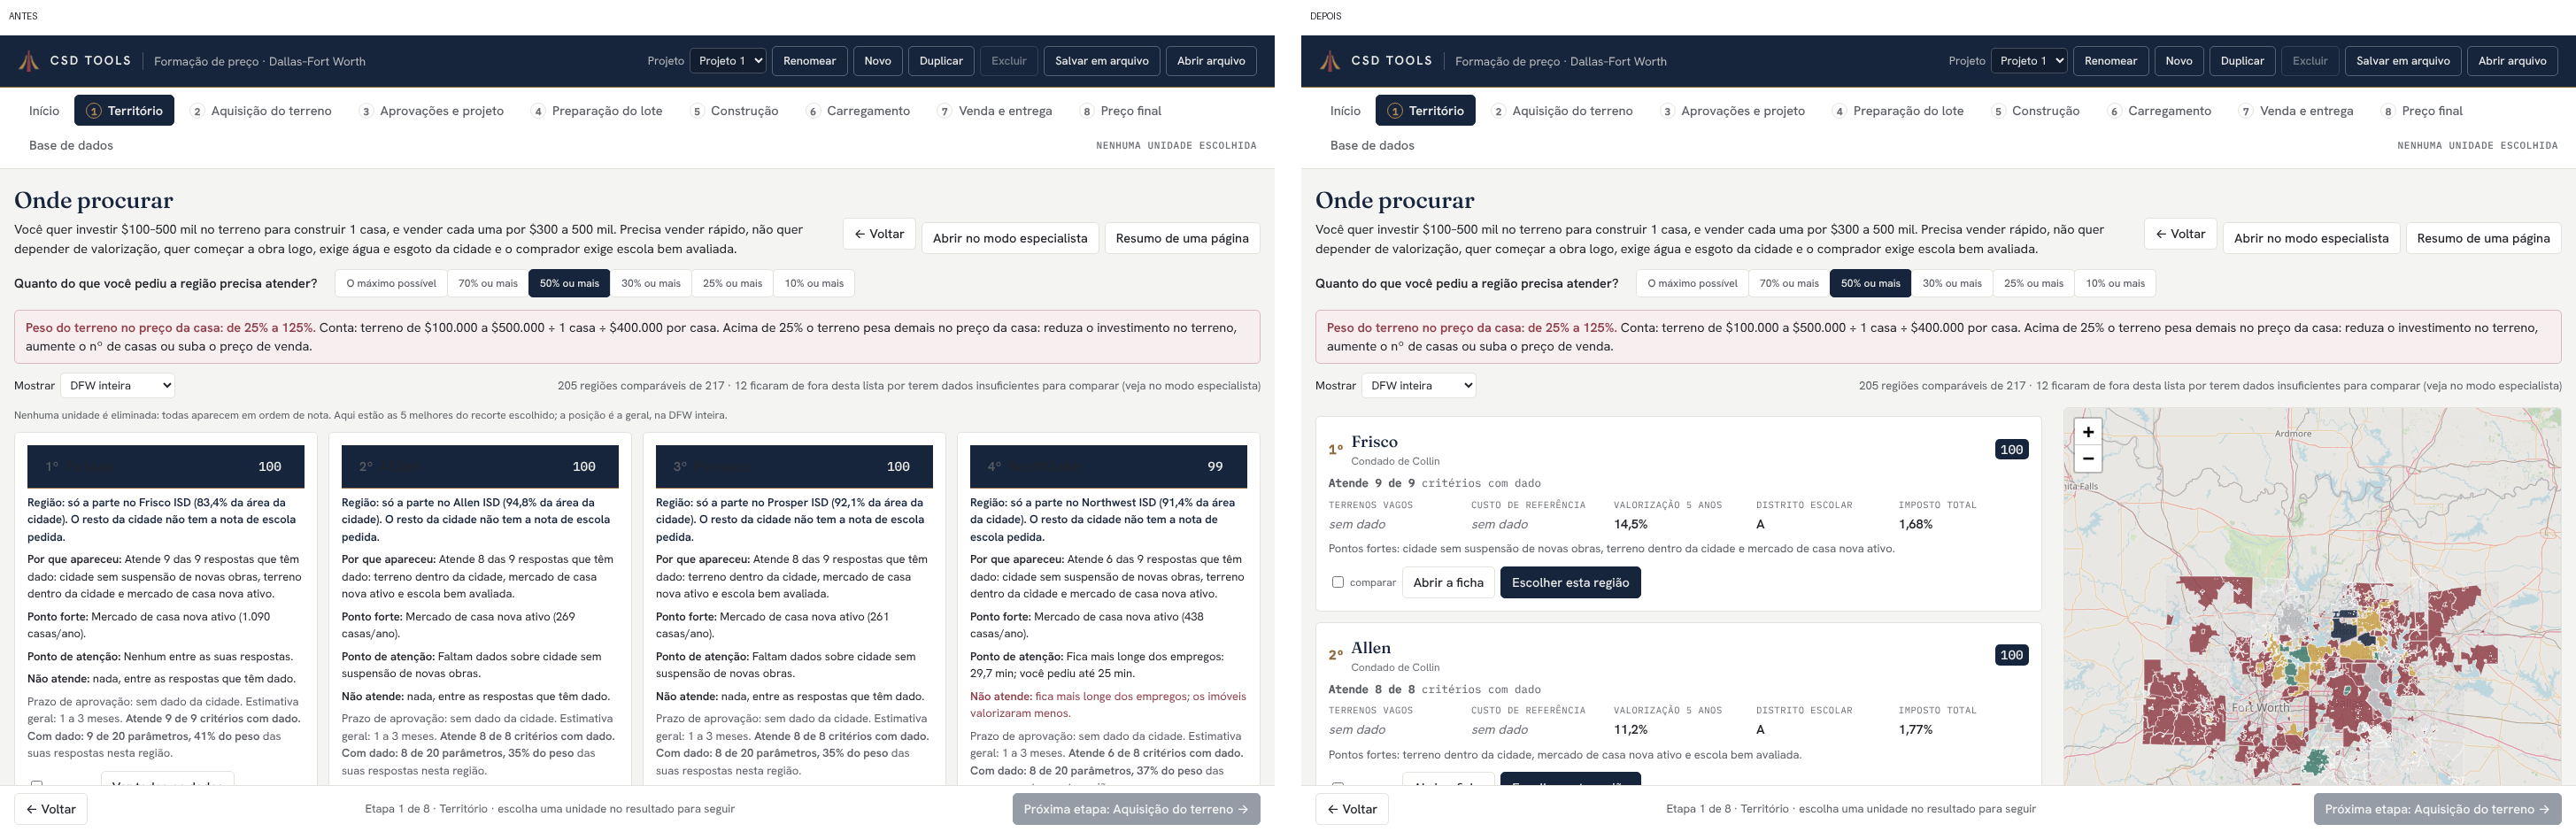 ANTES
CSD TOOLS
Formação de preço · Dallas–Fort Worth
Projeto
Projeto 1
Renomear
Novo
Duplicar
Excluir
Salvar em arquivo
Abrir arquivo
Início
1 Território
2 Aquisição do terreno
3 Aprovações e projeto
4 Preparação do lote
5 Construção
6 Carregamento
7 Venda e entrega
8 Preço final
Base de dados
NENHUMA UNIDADE ESCOLHIDA
Onde procurar
Você quer investir $100–500 mil no terreno para construir 1 casa, e vender cada uma por $300 a 500 mil. Precisa vender rápido, não quer
depender de valorização, quer começar a obra logo, exige água e esgoto da cidade e o comprador exige escola bem avaliada.
← Voltar
Abrir no modo especialista
Resumo de uma página
Quanto do que você pediu a região precisa atender?
O máximo possível
70% ou mais
50% ou mais
30% ou mais
25% ou mais
10% ou mais
Peso do terreno no preço da casa: de 25% a 125%. Conta: terreno de $100.000 a $500.000 ÷ 1 casa ÷ $400.000 por casa. Acima de 25% o terreno pesa demais no preço da casa: reduza o investimento no terreno,
aumente o nº de casas ou suba o preço de venda.
Mostrar
DFW inteira
205 regiões comparáveis de 217 · 12 ficaram de fora desta lista por terem dados insuficientes para comparar (veja no modo especialista)
Nenhuma unidade é eliminada: todas aparecem em ordem de nota. Aqui estão as 5 melhores do recorte escolhido; a posição é a geral, na DFW inteira.
1º
100
Região: só a parte no Frisco ISD (83,4% da área da
cidade). O resto da cidade não tem a nota de escola
pedida.
Por que apareceu: Atende 9 das 9 respostas que têm
dado: cidade sem suspensão de novas obras, terreno
dentro da cidade e mercado de casa nova ativo.
Ponto forte: Mercado de casa nova ativo (1.090
casas/ano).
Ponto de atenção: Nenhum entre as suas respostas.
Não atende: nada, entre as respostas que têm dado.
Prazo de aprovação: sem dado da cidade. Estimativa
geral: 1 a 3 meses. Atende 9 de 9 critérios com dado.
Com dado: 9 de 20 parâmetros, 41% do peso das
suas respostas nesta região.
2º
100
Região: só a parte no Allen ISD (94,8% da área da
cidade). O resto da cidade não tem a nota de escola
pedida.
Por que apareceu: Atende 8 das 9 respostas que têm
dado: terreno dentro da cidade, mercado de casa
nova ativo e escola bem avaliada.
Ponto forte: Mercado de casa nova ativo (269
casas/ano).
Ponto de atenção: Faltam dados sobre cidade sem
suspensão de novas obras.
Não atende: nada, entre as respostas que têm dado.
Prazo de aprovação: sem dado da cidade. Estimativa
geral: 1 a 3 meses. Atende 8 de 8 critérios com dado.
Com dado: 8 de 20 parâmetros, 35% do peso das
suas respostas nesta região.
3º
100
Região: só a parte no Prosper ISD (92,1% da área da
cidade). O resto da cidade não tem a nota de escola
pedida.
Por que apareceu: Atende 8 das 9 respostas que têm
dado: terreno dentro da cidade, mercado de casa
nova ativo e escola bem avaliada.
Ponto forte: Mercado de casa nova ativo (261
casas/ano).
Ponto de atenção: Faltam dados sobre cidade sem
suspensão de novas obras.
Não atende: nada, entre as respostas que têm dado.
Prazo de aprovação: sem dado da cidade. Estimativa
geral: 1 a 3 meses. Atende 8 de 8 critérios com dado.
Com dado: 8 de 20 parâmetros, 35% do peso das
suas respostas nesta região.
4º
99
Região: só a parte no Northwest ISD (91,4% da área
da cidade). O resto da cidade não tem a nota de
escola pedida.
Por que apareceu: Atende 6 das 9 respostas que têm
dado: cidade sem suspensão de novas obras, terreno
dentro da cidade e mercado de casa nova ativo.
Ponto forte: Mercado de casa nova ativo (438
casas/ano).
Ponto de atenção: Fica mais longe dos empregos:
29,7 min; você pediu até 25 min.
Não atende: fica mais longe dos empregos; os imóveis
valorizaram menos.
Prazo de aprovação: sem dado da cidade. Estimativa
geral: 1 a 3 meses. Atende 6 de 8 critérios com dado.
Com dado: 8 de 20 parâmetros, 37% do peso das
← Voltar
Etapa 1 de 8 · Território · escolha uma unidade no resultado para seguir
Próxima etapa: Aquisição do terreno →
DEPOIS
CSD TOOLS
Formação de preço · Dallas–Fort Worth
Projeto
Projeto 1
Renomear
Novo
Duplicar
Excluir
Salvar em arquivo
Abrir arquivo
Início
1 Território
2 Aquisição do terreno
3 Aprovações e projeto
4 Preparação do lote
5 Construção
6 Carregamento
7 Venda e entrega
8 Preço final
Base de dados
NENHUMA UNIDADE ESCOLHIDA
Onde procurar
Você quer investir $100–500 mil no terreno para construir 1 casa, e vender cada uma por $300 a 500 mil. Precisa vender rápido, não quer
depender de valorização, quer começar a obra logo, exige água e esgoto da cidade e o comprador exige escola bem avaliada.
← Voltar
Abrir no modo especialista
Resumo de uma página
Quanto do que você pediu a região precisa atender?
O máximo possível
70% ou mais
50% ou mais
30% ou mais
25% ou mais
10% ou mais
Peso do terreno no preço da casa: de 25% a 125%. Conta: terreno de $100.000 a $500.000 ÷ 1 casa ÷ $400.000 por casa. Acima de 25% o terreno pesa demais no preço da casa: reduza o investimento no terreno,
aumente o nº de casas ou suba o preço de venda.
Mostrar
DFW inteira
205 regiões comparáveis de 217 · 12 ficaram de fora desta lista por terem dados insuficientes para comparar (veja no modo especialista)
1º
Frisco
Condado de Collin
100
Atende 9 de 9 critérios com dado
TERRENOS VAGOS
CUSTO DE REFERÊNCIA
VALORIZAÇÃO 5 ANOS
DISTRITO ESCOLAR
IMPOSTO TOTAL
sem dado
sem dado
14,5%
A
1,68%
Pontos fortes: cidade sem suspensão de novas obras, terreno dentro da cidade e mercado de casa nova ativo.
comparar
Abrir a ficha
Escolher esta região
2º
Allen
Condado de Collin
100
Atende 8 de 8 critérios com dado
TERRENOS VAGOS
CUSTO DE REFERÊNCIA
VALORIZAÇÃO 5 ANOS
DISTRITO ESCOLAR
IMPOSTO TOTAL
sem dado
sem dado
11,2%
A
1,77%
Pontos fortes: terreno dentro da cidade, mercado de casa nova ativo e escola bem avaliada.
+
−
Ardmore
Fort Worth
← Voltar
Etapa 1 de 8 · Território · escolha uma unidade no resultado para seguir
Próxima etapa: Aquisição do terreno →